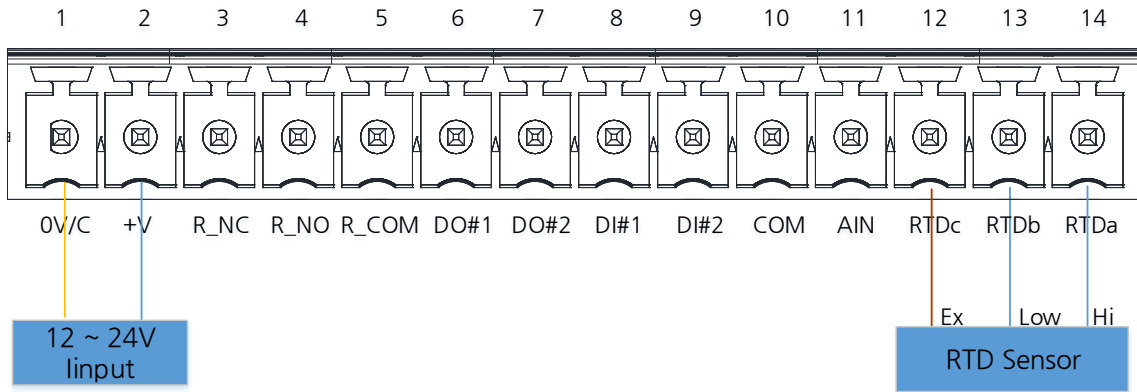 1 2 3 4 5 6 7 8 9 10 11 12 13 14
0V/C +V R_NC R_NO R_COM DO#1 DO#2 DI#1 DI#2 COM AIN RTDc RTDb RTDa
Ex Low Hi
12 ~ 24V
Iinput
RTD Sensor